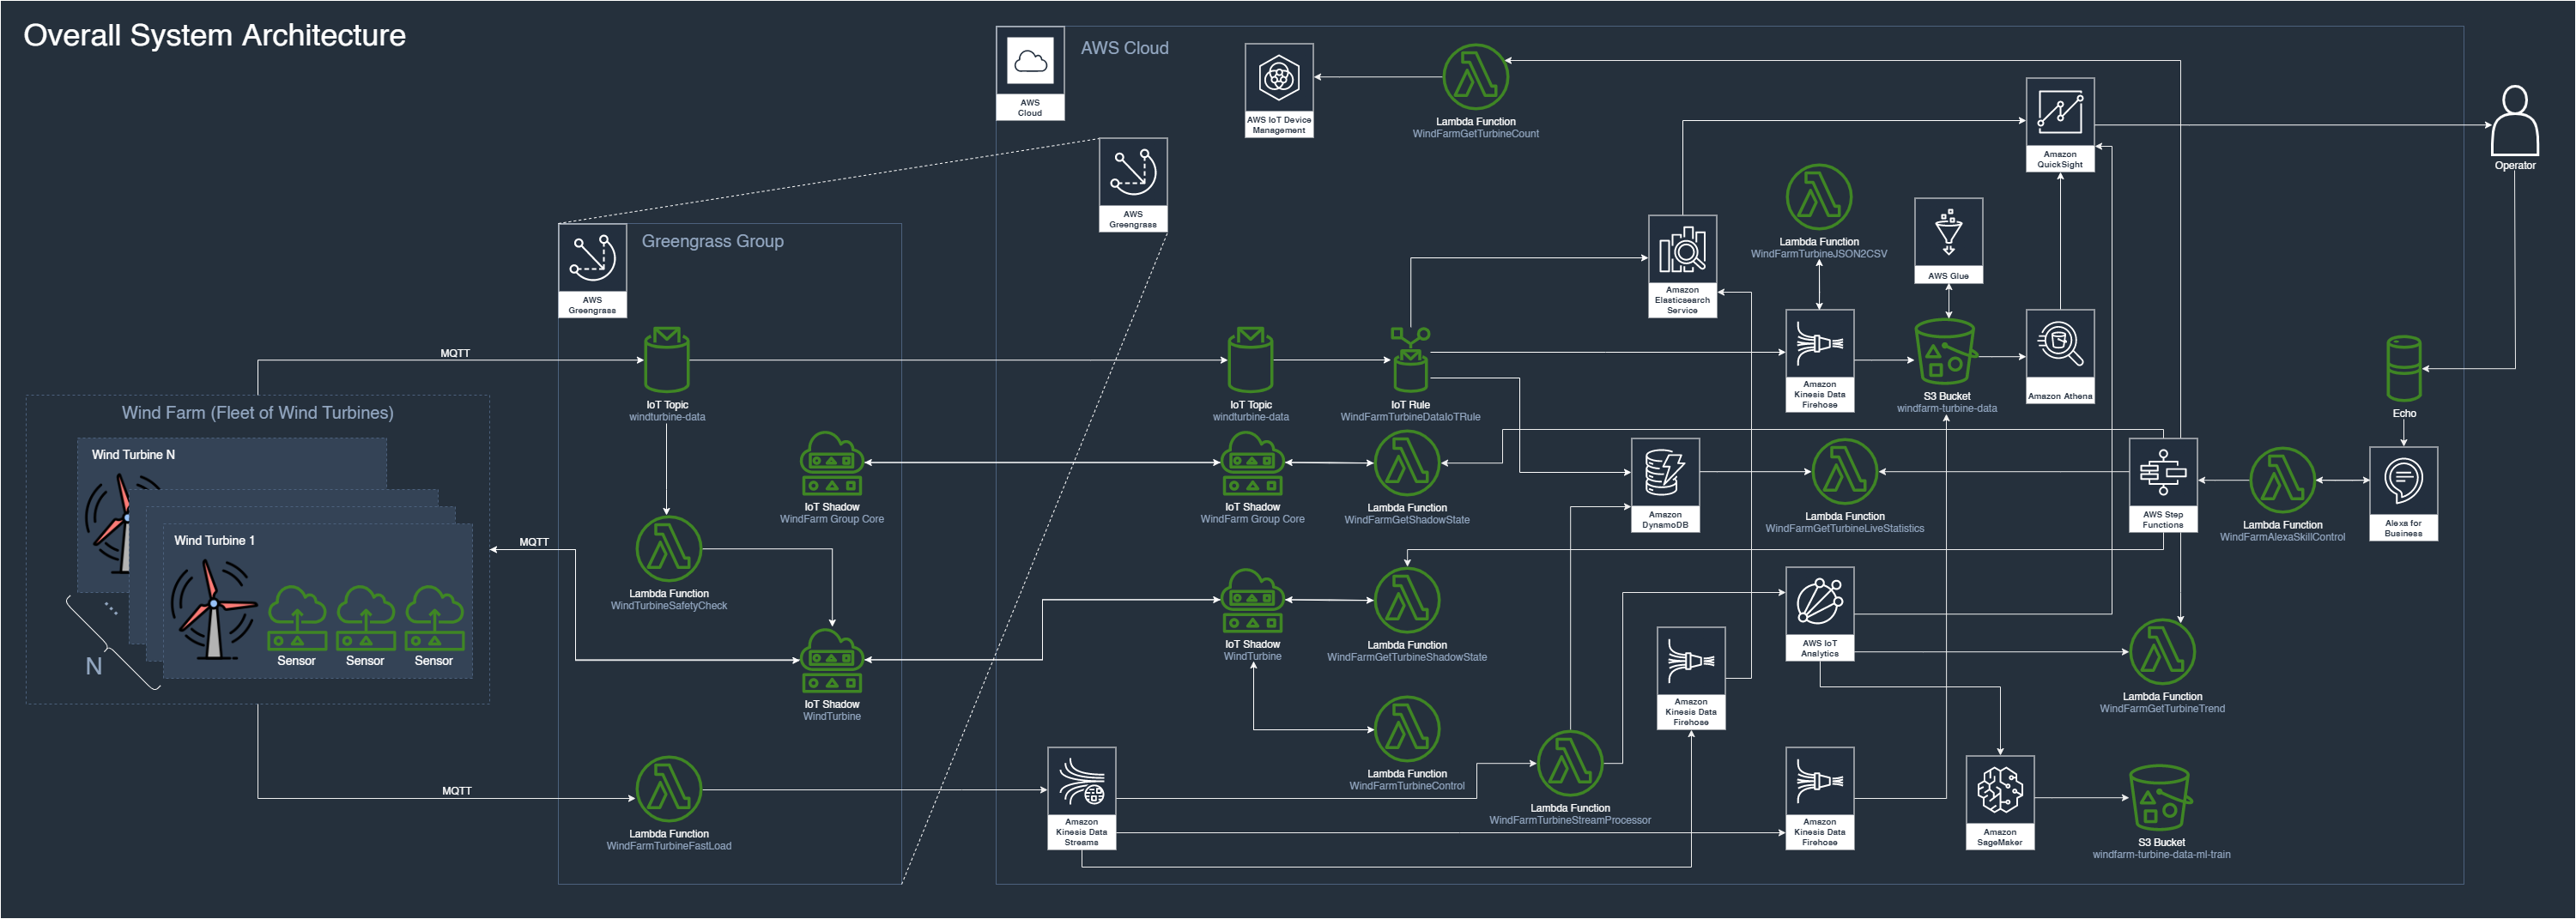 Overall System Architecture
AWS Cloud
AWS
Cloud
AWS IoT Device
Management
Lambda Function
WindFarmGetTurbineCount
Amazon
QuickSight
Operator
AWS
Greengrass
Greengrass Group
AWS
Greengrass
Lambda Function
WindFarmTurbineJSON2CSV
AWS Glue
Amazon
Elasticsearch
Service
MQTT
IoT Topic
windturbine-data
IoT Topic
windturbine-data
IoT Rule
WindFarmTurbineDataIoTRule
Amazon
Kinesis Data
Firehose
S3 Bucket
windfarm-turbine-data
Amazon Athena
Echo
Wind Farm (Fleet of Wind Turbines)
Wind Turbine N
Wind Turbine 1
Sensor
Sensor
Sensor
...
N
MQTT
IoT Shadow
WindFarm Group Core
IoT Shadow
WindFarm Group Core
Lambda Function
WindFarmGetShadowState
Amazon
DynamoDB
Lambda Function
WindFarmGetTurbineLiveStatistics
AWS Step
Functions
Lambda Function
WindFarmAlexaSkillControl
Alexa for
Business
Lambda Function
WindTurbineSafetyCheck
IoT Shadow
WindTurbine
IoT Shadow
WindTurbine
Lambda Function
WindFarmGetTurbineShadowState
AWS IoT
Analytics
Lambda Function
WindFarmGetTurbineTrend
Amazon
Kinesis Data
Firehose
MQTT
Lambda Function
WindFarmTurbineFastLoad
Amazon
Kinesis Data
Streams
Lambda Function
WindFarmTurbineControl
Lambda Function
WindFarmTurbineStreamProcessor
Amazon
Kinesis Data
Firehose
Amazon
SageMaker
S3 Bucket
windfarm-turbine-data-ml-train